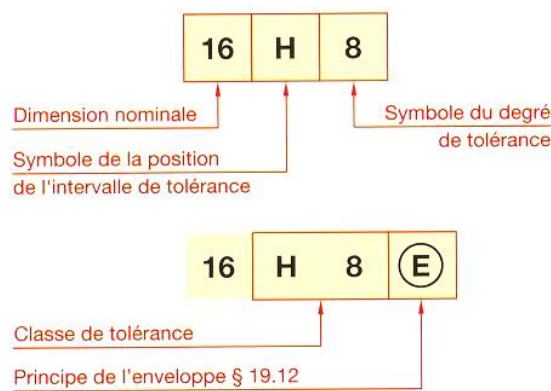 16 H 8
Dimension nominale
Symbole du degré
de tolérance
Symbole de la position
de l'intervalle de tolérance
16 H 8 E
Classe de tolérance
Principe de l'enveloppe § 19.12